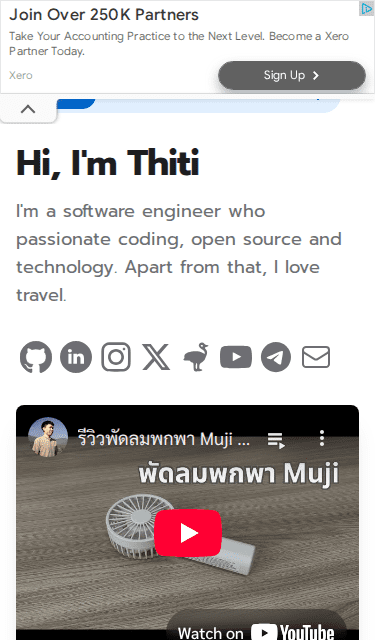 Join Over 250K Partners
Take Your Accounting Practice to the Next Level. Become a Xero
Partner Today.
Xero
Sign Up
Hi, I'm Thiti
I'm a software engineer who
passionate coding, open source and
technology. Apart from that, I love
travel.
in
รีวิวพัดลมพกพา Muji ...
พัดลมพกพา Muji
Watch on YouTube